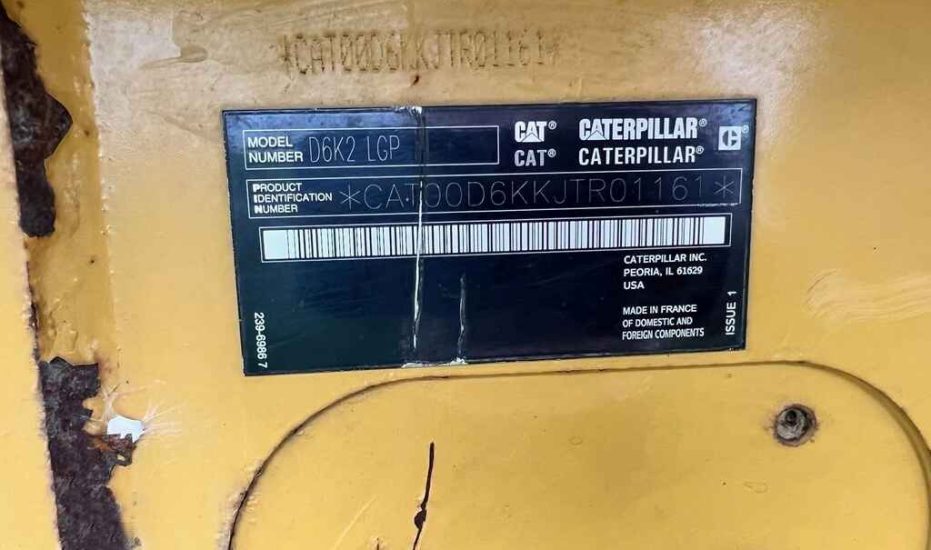 *CAT00D6KKJTR01161*
MODEL NUMBER D6K2 LGP
CAT® CATERPILLAR® C®
CAT® CATERPILLAR®
PRODUCT IDENTIFICATION NUMBER *CAT00D6KKJTR01161*
CATERPILLAR INC.
PEORIA, IL 61629
USA
MADE IN FRANCE
OF DOMESTIC AND
FOREIGN COMPONENTS
ISSUE 1
239-6986 7